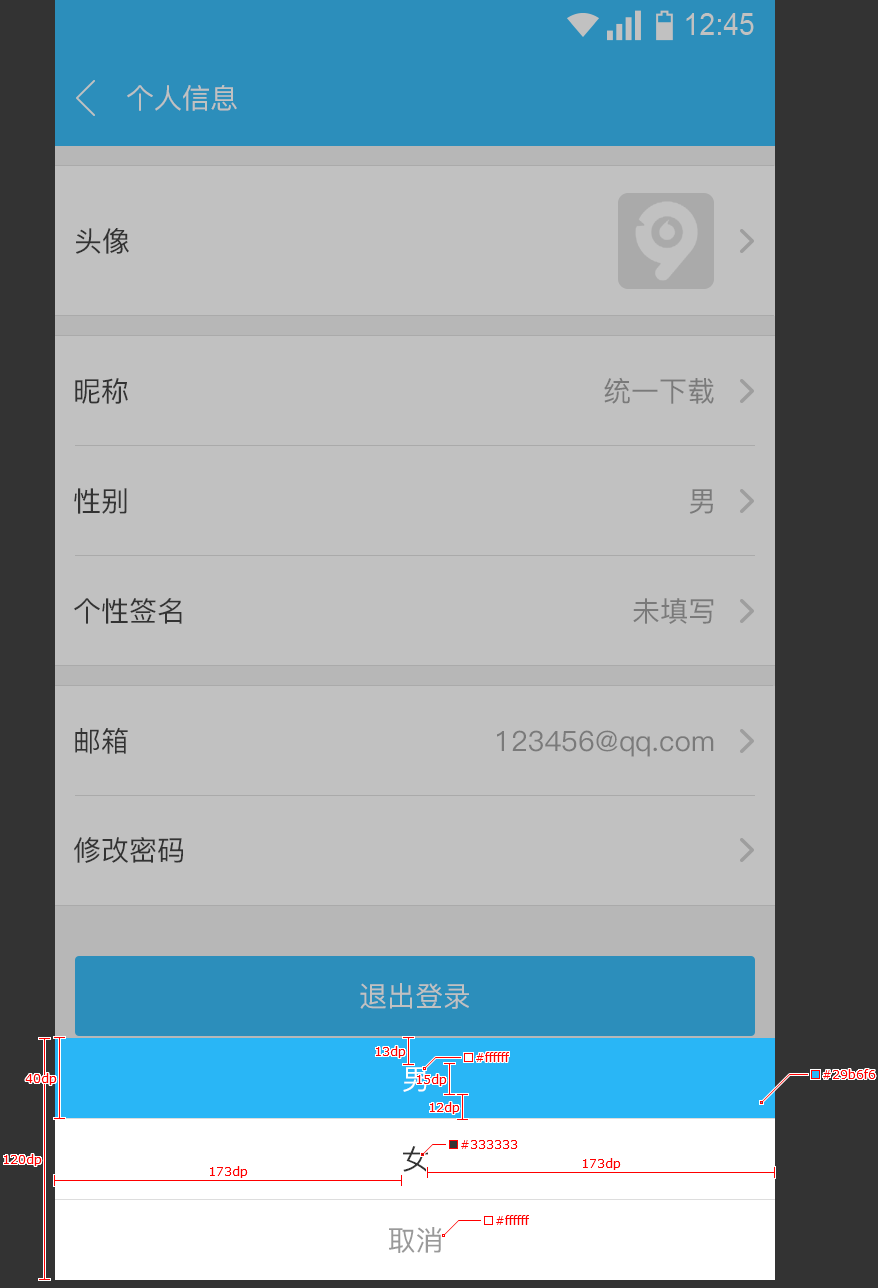 12:45
个人信息
头像
昵称 统一下载
性别 男
个性签名 未填写
邮箱 123456@qq.com
修改密码
退出登录
13dp
#ffffff
男
40dp
15dp
#29b6f6
12dp
#333333
女
120dp
173dp
173dp
#ffffff
取消